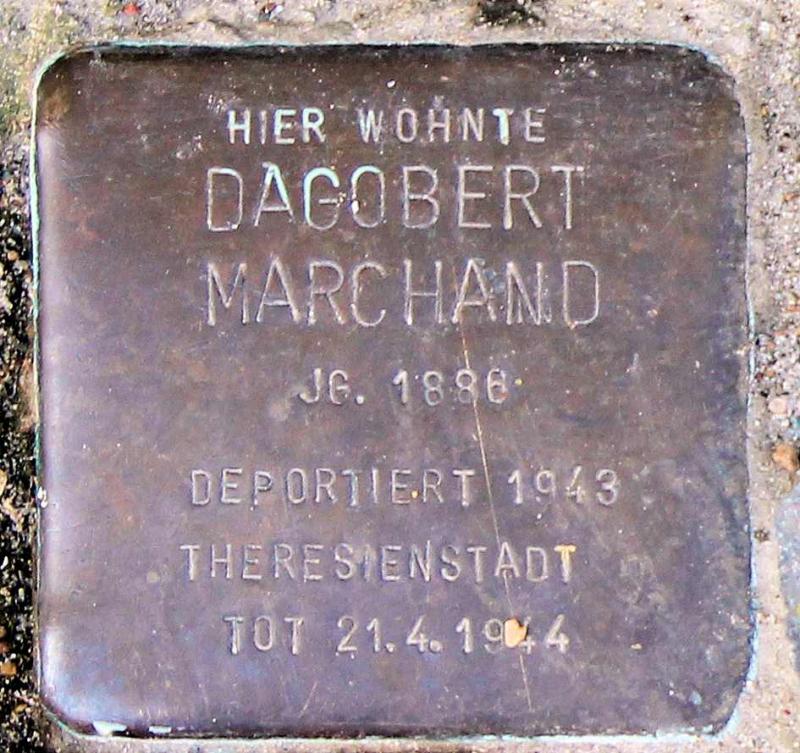 HIER WOHNTE
DAGOBERT
MARCHAND
JG. 1886
DEPORTIERT 1943
THERESIENSTADT
TOT 21.4.1944